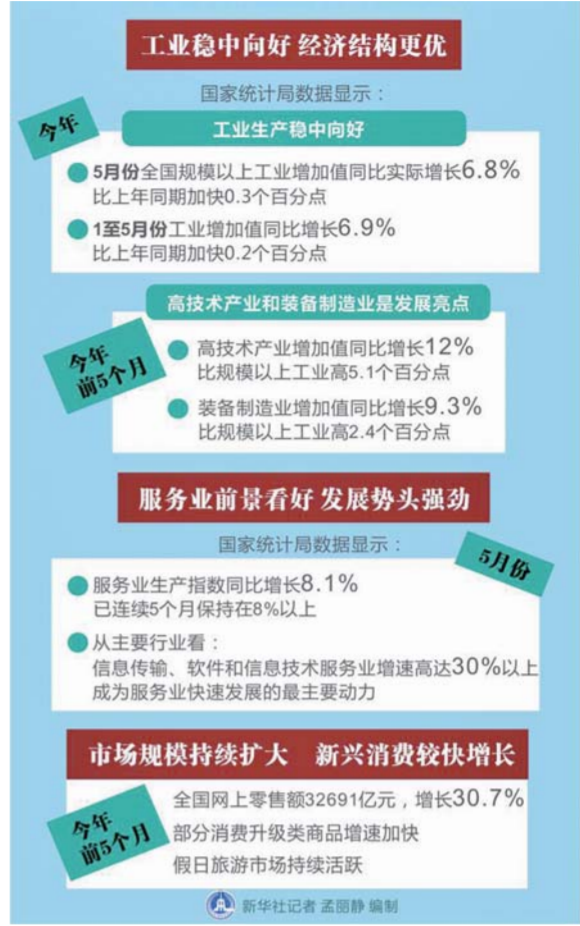 工业稳中向好 经济结构更优
国家统计局数据显示：
今年
工业生产稳中向好
5月份全国规模以上工业增加值同比实际增长6.8%
比上年同期加快0.3个百分点
1至5月份工业增加值同比增长6.9%
比上年同期加快0.2个百分点
高技术产业和装备制造业是发展亮点
今年
前5个月
高技术产业增加值同比增长12%
比规模以上工业高5.1个百分点
装备制造业增加值同比增长9.3%
比规模以上工业高2.4个百分点
服务业前景看好 发展势头强劲
国家统计局数据显示：
5月份
服务业生产指数同比增长8.1%
已连续5个月保持在8%以上
从主要行业看：
信息传输、软件和信息技术服务业增速高达30%以上
成为服务业快速发展的最主要动力
市场规模持续扩大 新兴消费较快增长
今年
前5个月
全国网上零售额32691亿元，增长30.7%
部分消费升级类商品增速加快
假日旅游市场持续活跃
新华社记者 孟丽静 编制